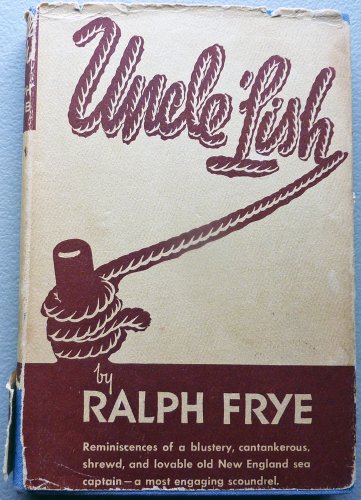 Uncle 'Lish
by
RALPH FRYE
Reminiscences of a blustery, cantankerous,
shrewd, and lovable old New England sea
captain—a most engaging scoundrel.